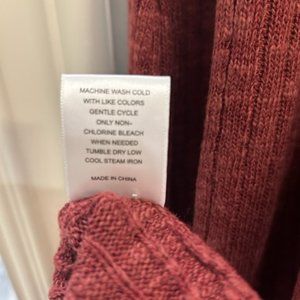 MACHINE WASH COLD
WITH LIKE COLORS
GENTLE CYCLE
ONLY NON-
CHLORINE BLEACH
WHEN NEEDED
TUMBLE DRY LOW
COOL STEAM IRON
MADE IN CHINA